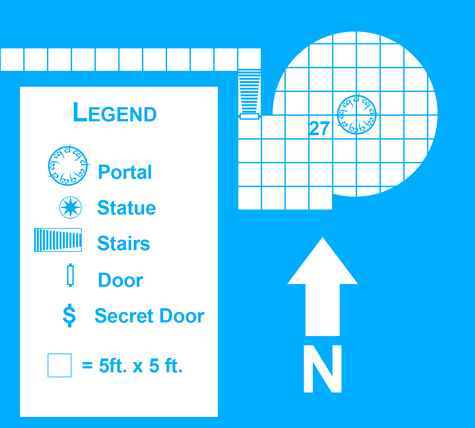 LEGEND
27
Portal
Statue
Stairs
Door
$ Secret Door
= 5ft. x 5 ft.
N